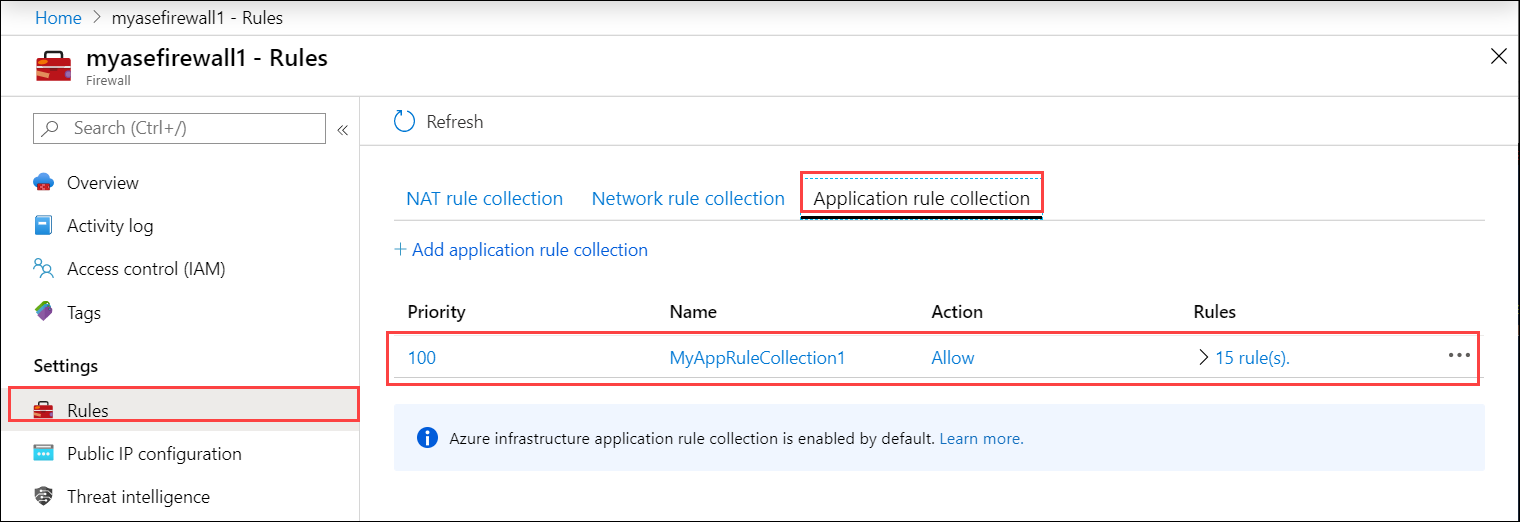 Home > myasefirewall1 - Rules
myasefirewall1 - Rules
Firewall
Search (Ctrl+/)
«
Overview
Activity log
Access control (IAM)
Tags
Settings
Rules
Public IP configuration
Threat intelligence
Refresh
NAT rule collection Network rule collection Application rule collection
+ Add application rule collection
Priority Name Action Rules
100 MyAppRuleCollection1 Allow > 15 rule(s). •••
Azure infrastructure application rule collection is enabled by default. Learn more.